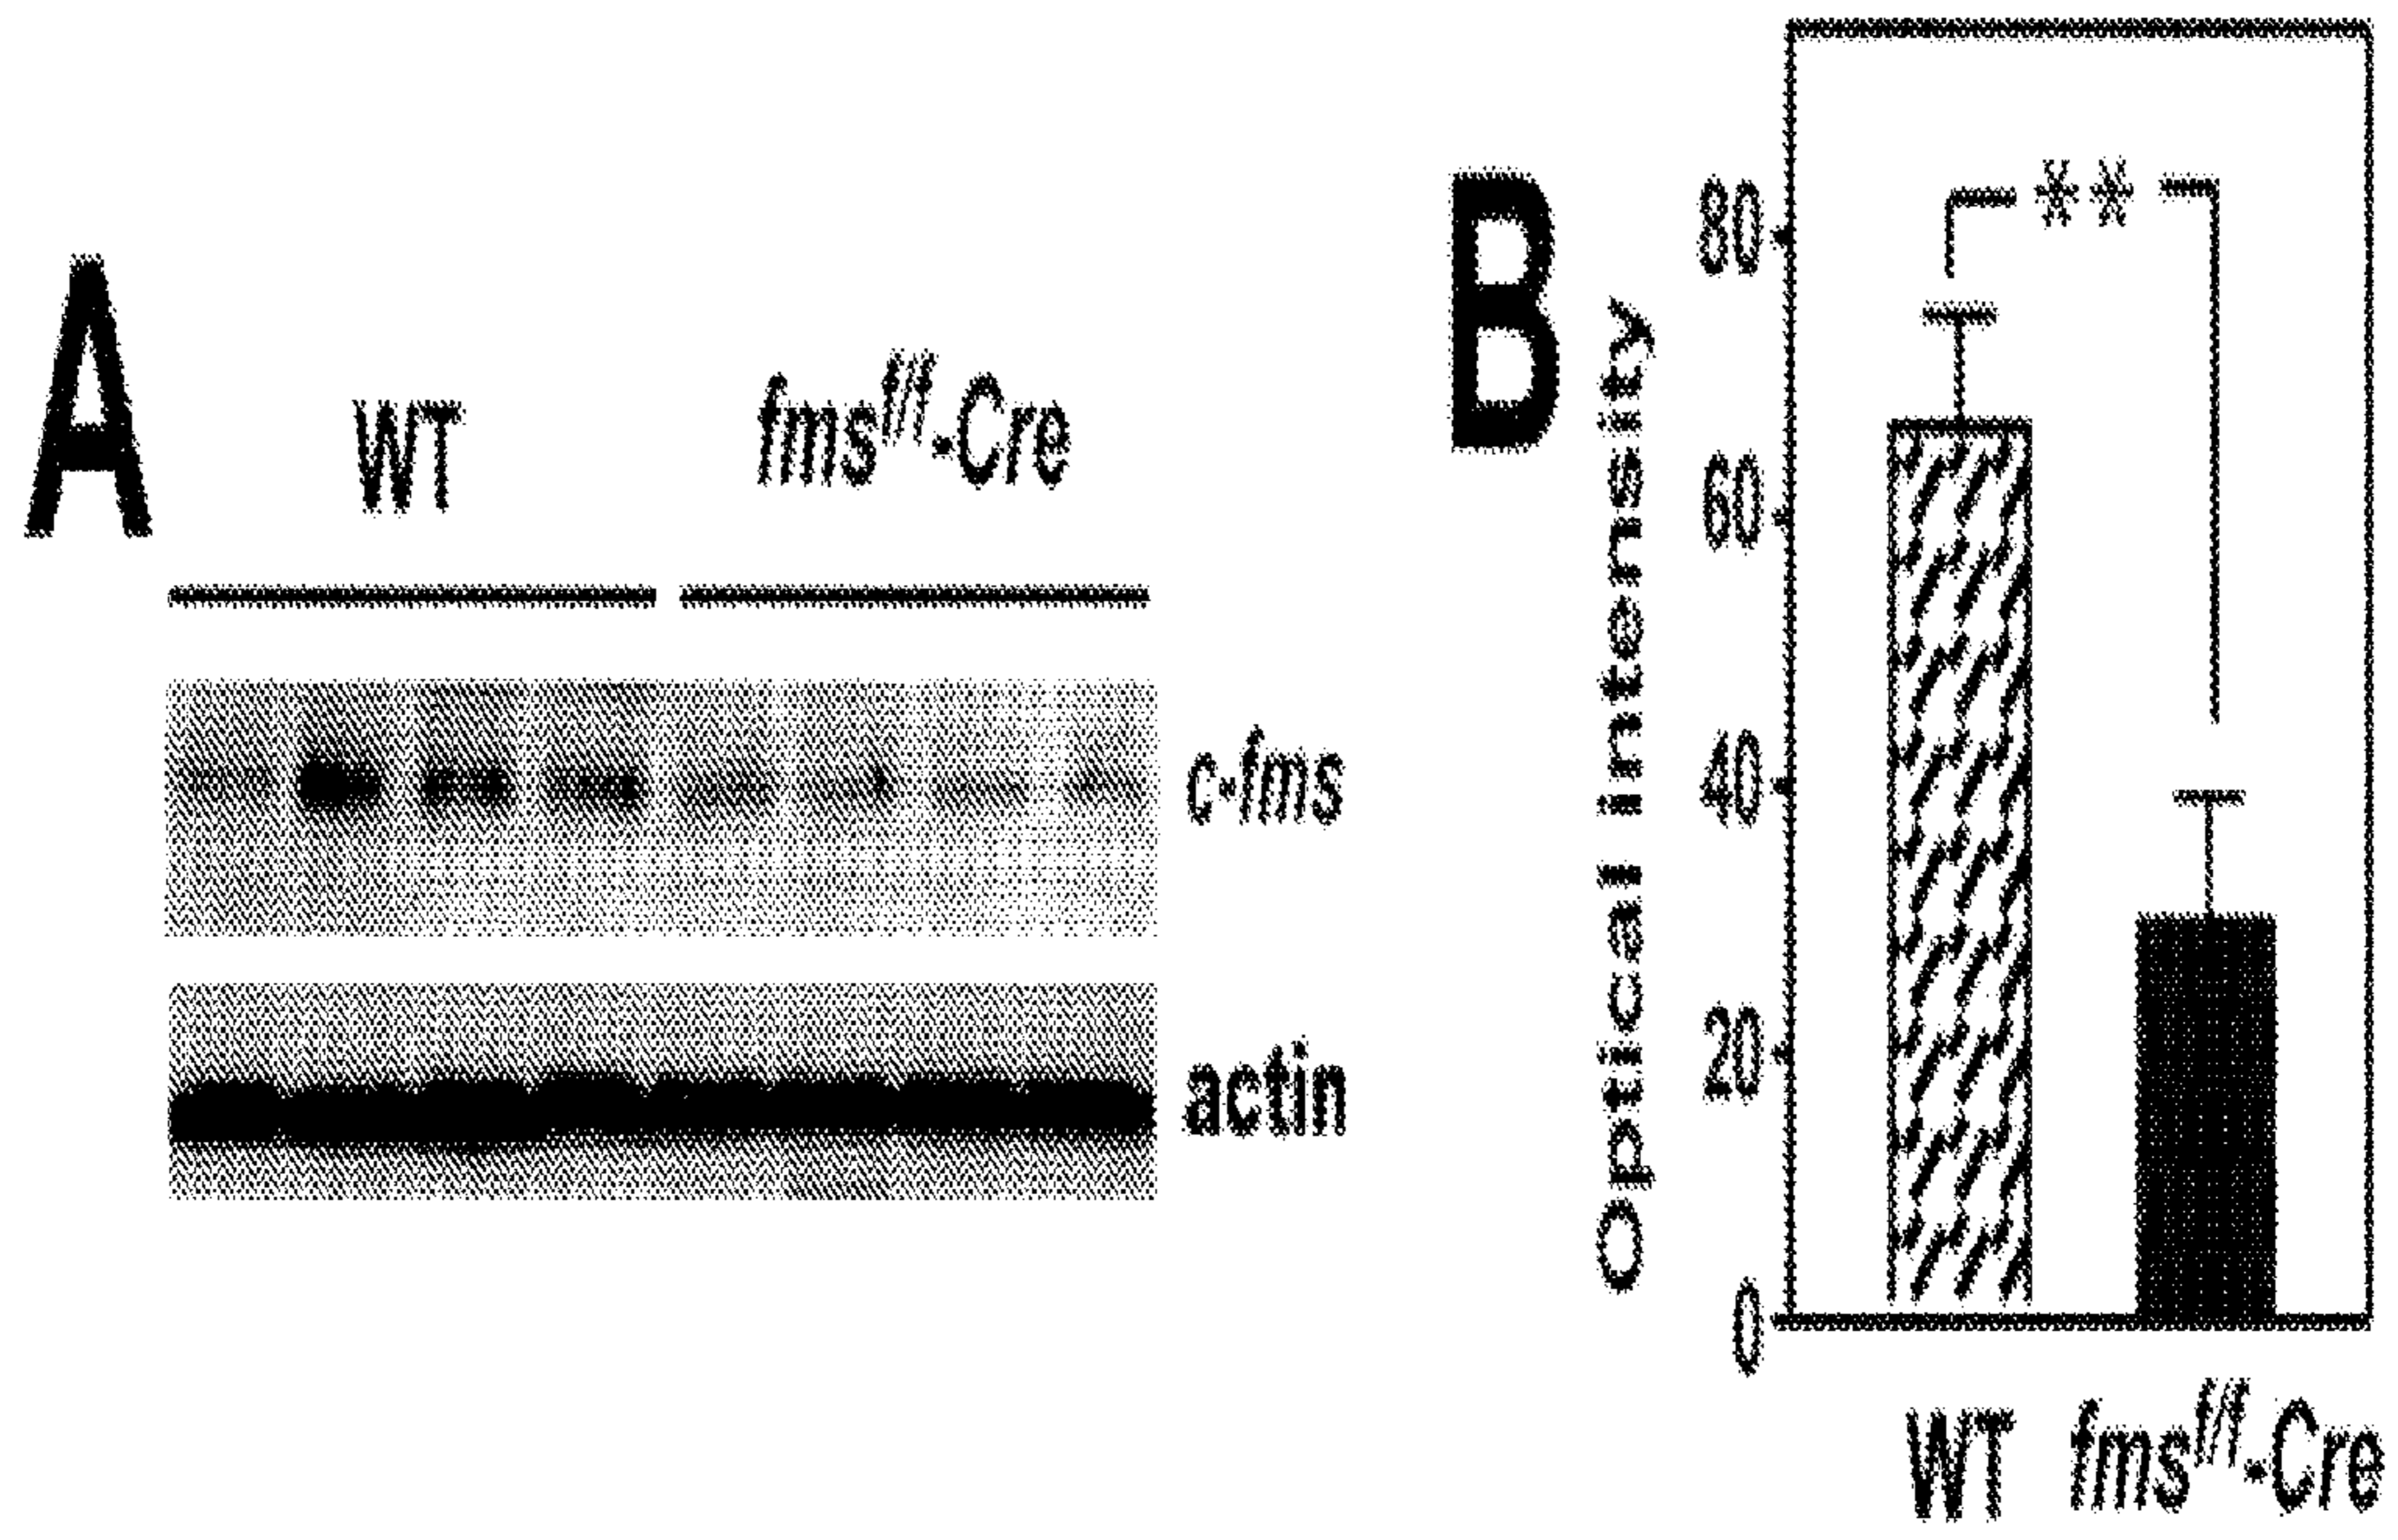 A
WT
fms^f/f-Cre
c-fms
actin
B
Optical intensity
80
60
40
20
0
**
WT
fms^f/f-Cre